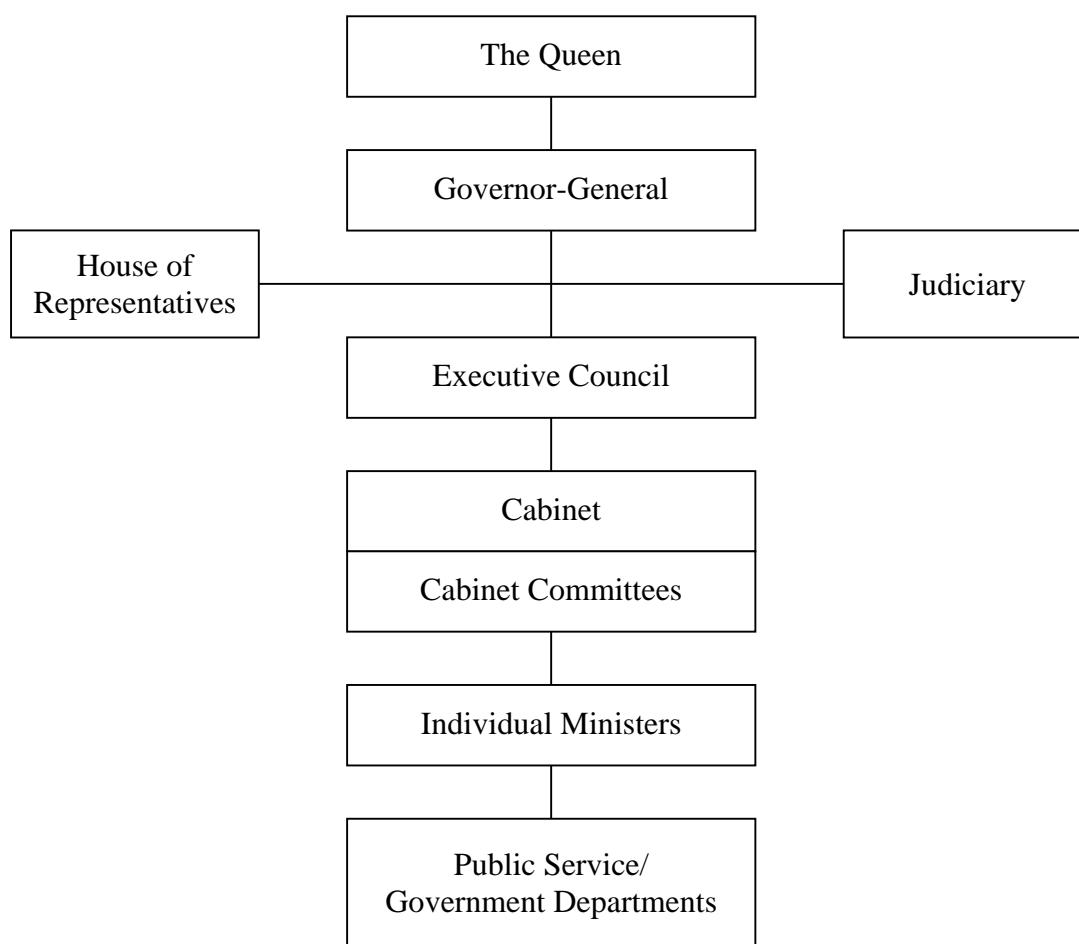 The Queen
Governor-General
House of
Representatives
Judiciary
Executive Council
Cabinet
Cabinet Committees
Individual Ministers
Public Service/
Government Departments